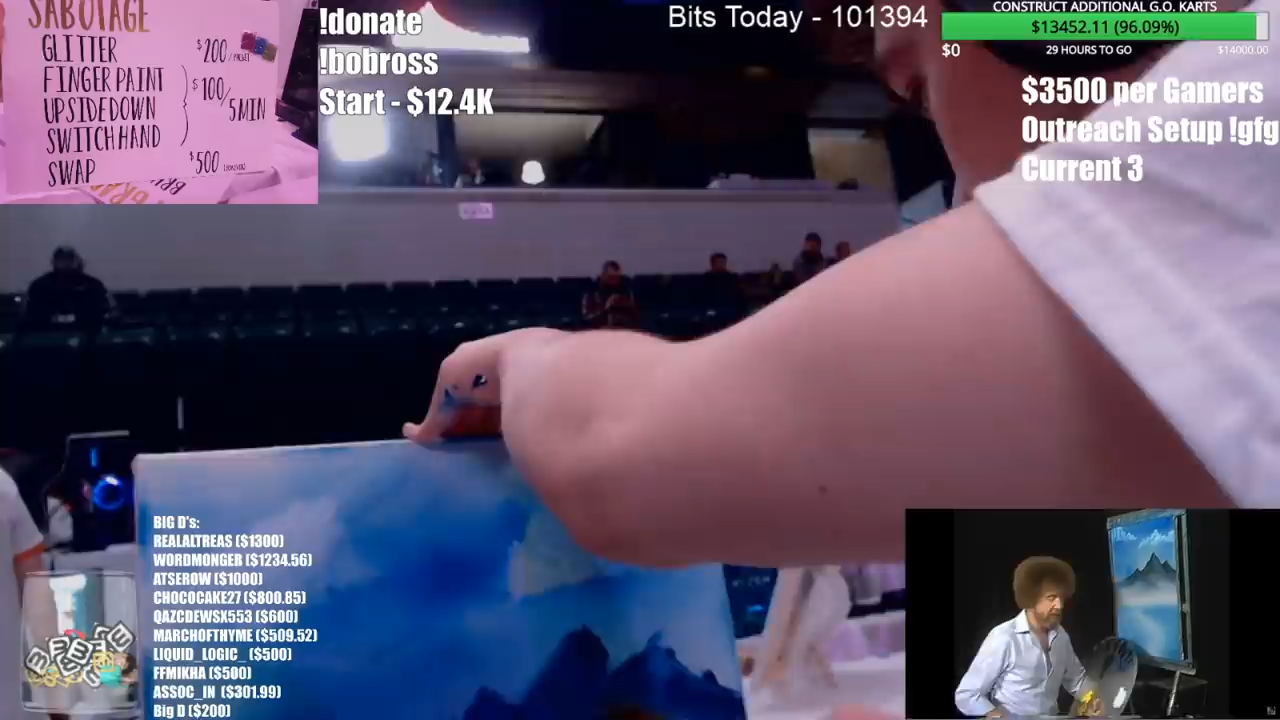 SABOTAGE
GLITTER $200/PACKET
FINGER PAINT
UPSIDEDOWN
SWITCH HAND
$100/5MIN
SWAP $500
!donate
!bobross
Start - $12.4K
Bits Today - 101394
CONSTRUCT ADDITIONAL G.O. KARTS
$13452.11 (96.09%)
$0 29 HOURS TO GO $14000.00
$3500 per Gamers
Outreach Setup !gfg
Current 3
BIG D's:
REALALTREAS ($1300)
WORDMONGER ($1234.56)
ATSEROW ($1000)
CHOCOCAKE27 ($800.85)
QAZCDEWSX553 ($600)
MARCHOFTHYME ($509.52)
LIQUID_LOGIC_ ($500)
FFMIKHA ($500)
ASSOC_IN ($301.99)
Big D ($200)